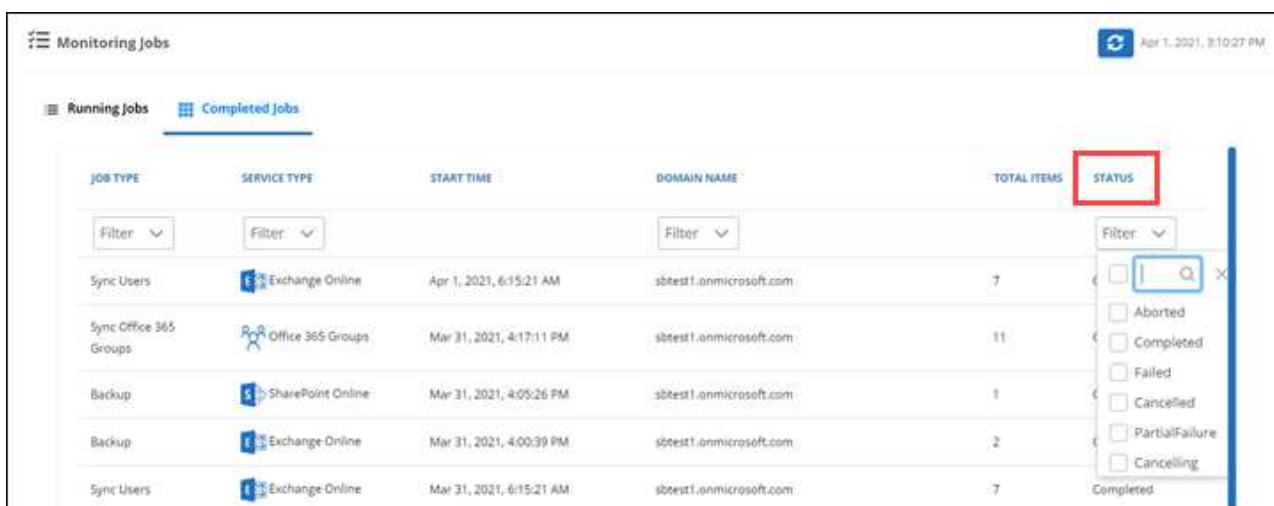 Monitoring Jobs
Apr 1, 2021, 3:10:27 PM
Running Jobs Completed Jobs
JOB TYPE SERVICE TYPE START TIME DOMAIN NAME TOTAL ITEMS STATUS
Filter Filter Filter Filter
Sync Users Exchange Online Apr 1, 2021, 6:15:21 AM sbtest1.onmicrosoft.com 7
Aborted
Sync Office 365
Groups
Office 365 Groups Mar 31, 2021, 4:17:11 PM sbtest1.onmicrosoft.com 11
Completed
Failed
Backup SharePoint Online Mar 31, 2021, 4:05:26 PM sbtest1.onmicrosoft.com 1
Cancelled
PartialFailure
Backup Exchange Online Mar 31, 2021, 4:00:39 PM sbtest1.onmicrosoft.com 2
Cancelling
Sync Users Exchange Online Mar 31, 2021, 6:15:21 AM sbtest1.onmicrosoft.com 7 Completed